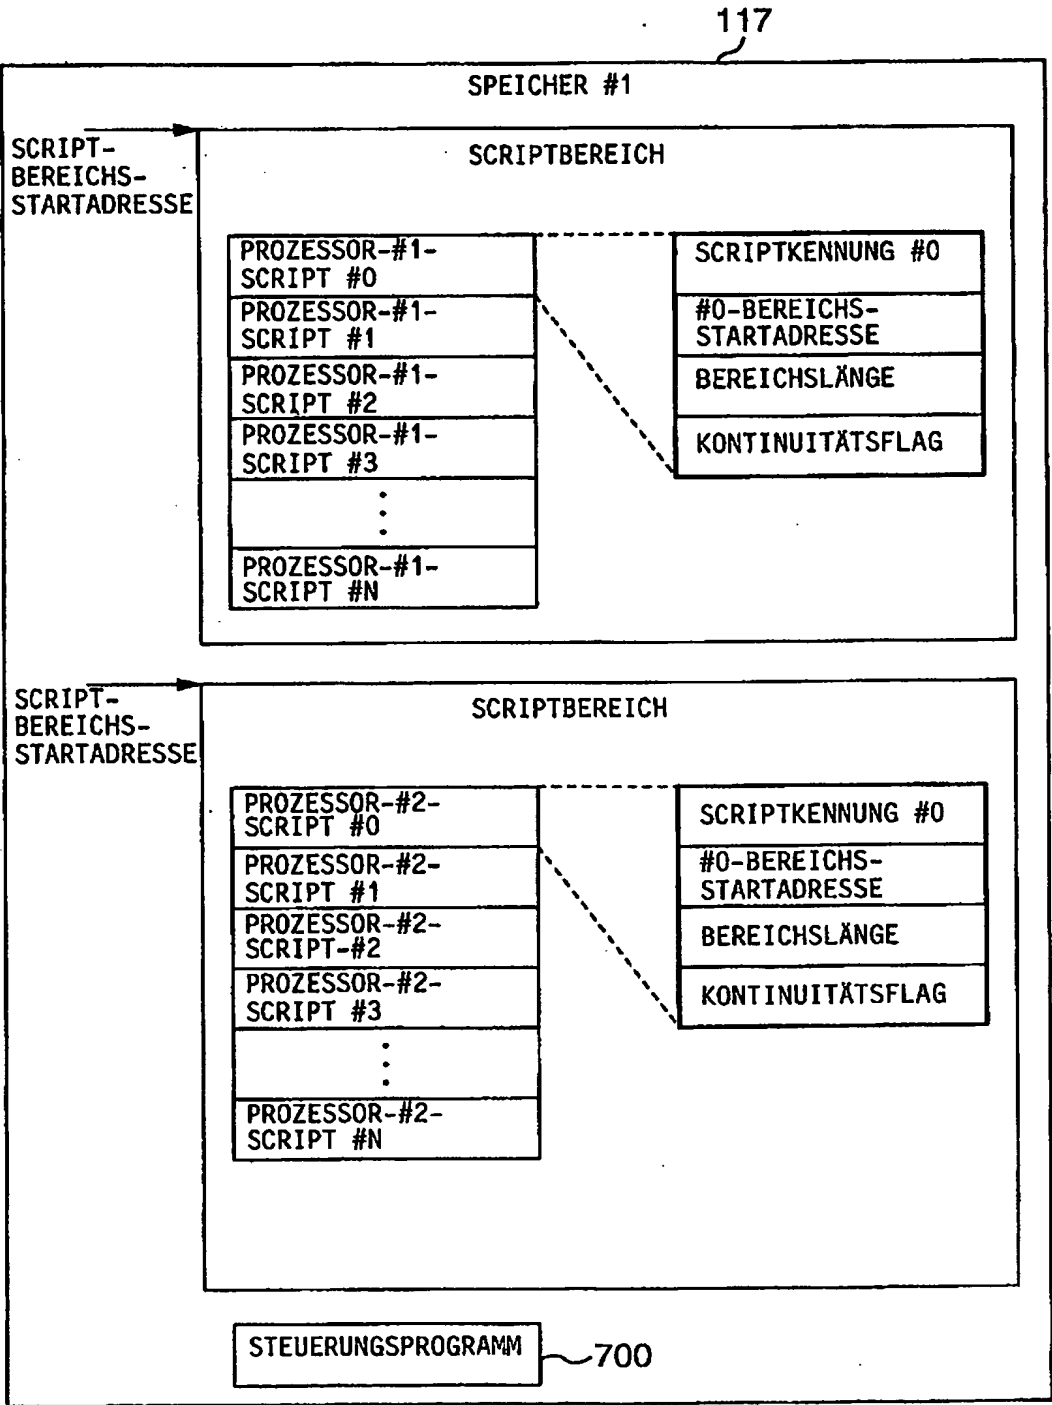 117
SPEICHER #1
SCRIPT-
BEREICHS-
STARTADRESSE
SCRIPTBEREICH
PROZESSOR-#1-
SCRIPT #0
PROZESSOR-#1-
SCRIPT #1
PROZESSOR-#1-
SCRIPT #2
PROZESSOR-#1-
SCRIPT #3
PROZESSOR-#1-
SCRIPT #N
SCRIPTKENNUNG #0
#0-BEREICHS-
STARTADRESSE
BEREICHSLÄNGE
KONTINUITÄTSFLAG
SCRIPT-
BEREICHS-
STARTADRESSE
SCRIPTBEREICH
PROZESSOR-#2-
SCRIPT #0
PROZESSOR-#2-
SCRIPT #1
PROZESSOR-#2-
SCRIPT-#2
PROZESSOR-#2-
SCRIPT #3
PROZESSOR-#2-
SCRIPT #N
SCRIPTKENNUNG #0
#0-BEREICHS-
STARTADRESSE
BEREICHSLÄNGE
KONTINUITÄTSFLAG
STEUERUNGSPROGRAMM
700